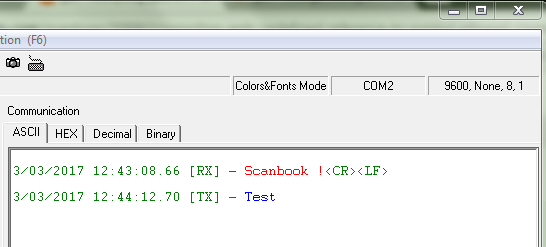 tion (F6)
Colors&Fonts Mode COM2 9600, None, 8, 1
Communication
ASCII HEX Decimal Binary
3/03/2017 12:43:08.66 [RX] - Scanbook !<CR><LF>
3/03/2017 12:44:12.70 [TX] - Test